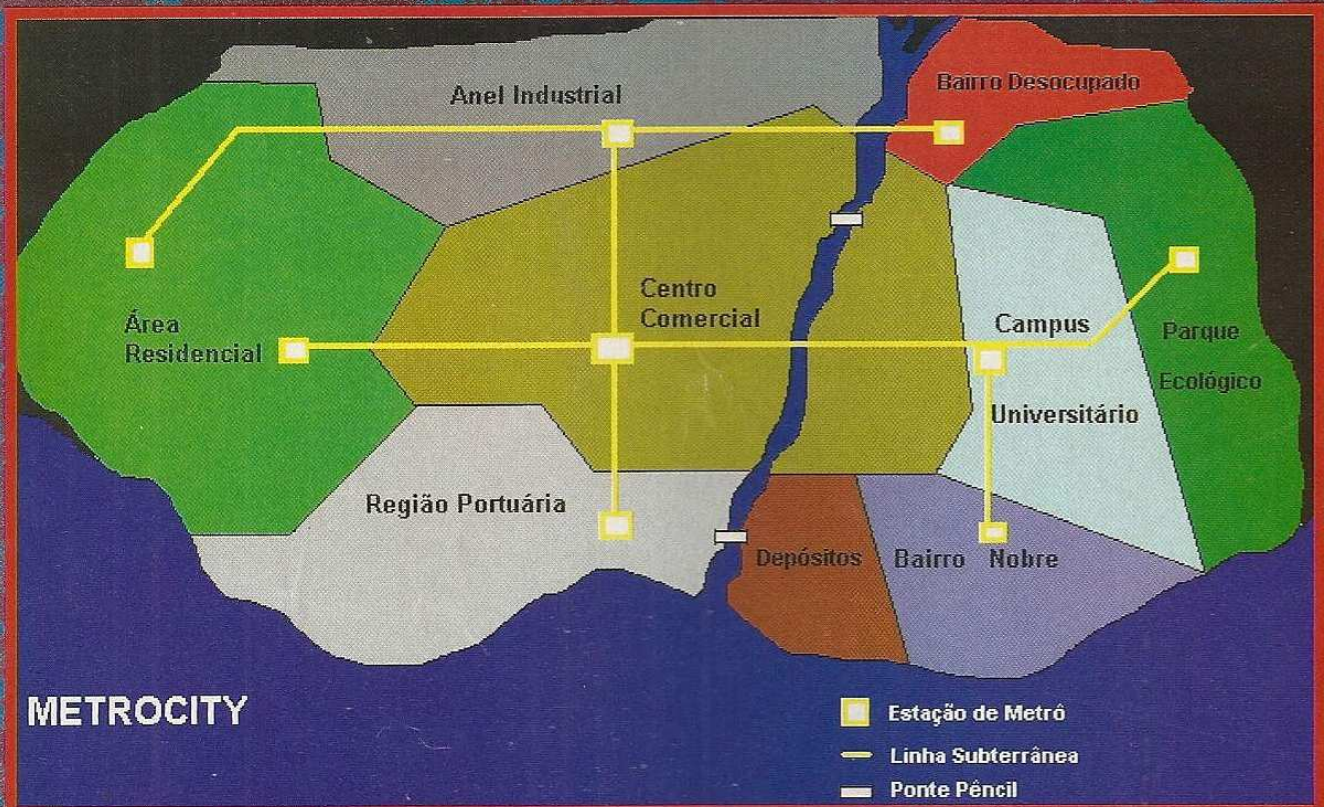 Anel Industrial
Bairro Desocupado
Área
Residencial
Centro
Comercial
Campus
Universitário
Parque
Ecológico
Região Portuária
Depósitos
Bairro Nobre
METROCITY
Estação de Metrô
Linha Subterrânea
Ponte Pêncil